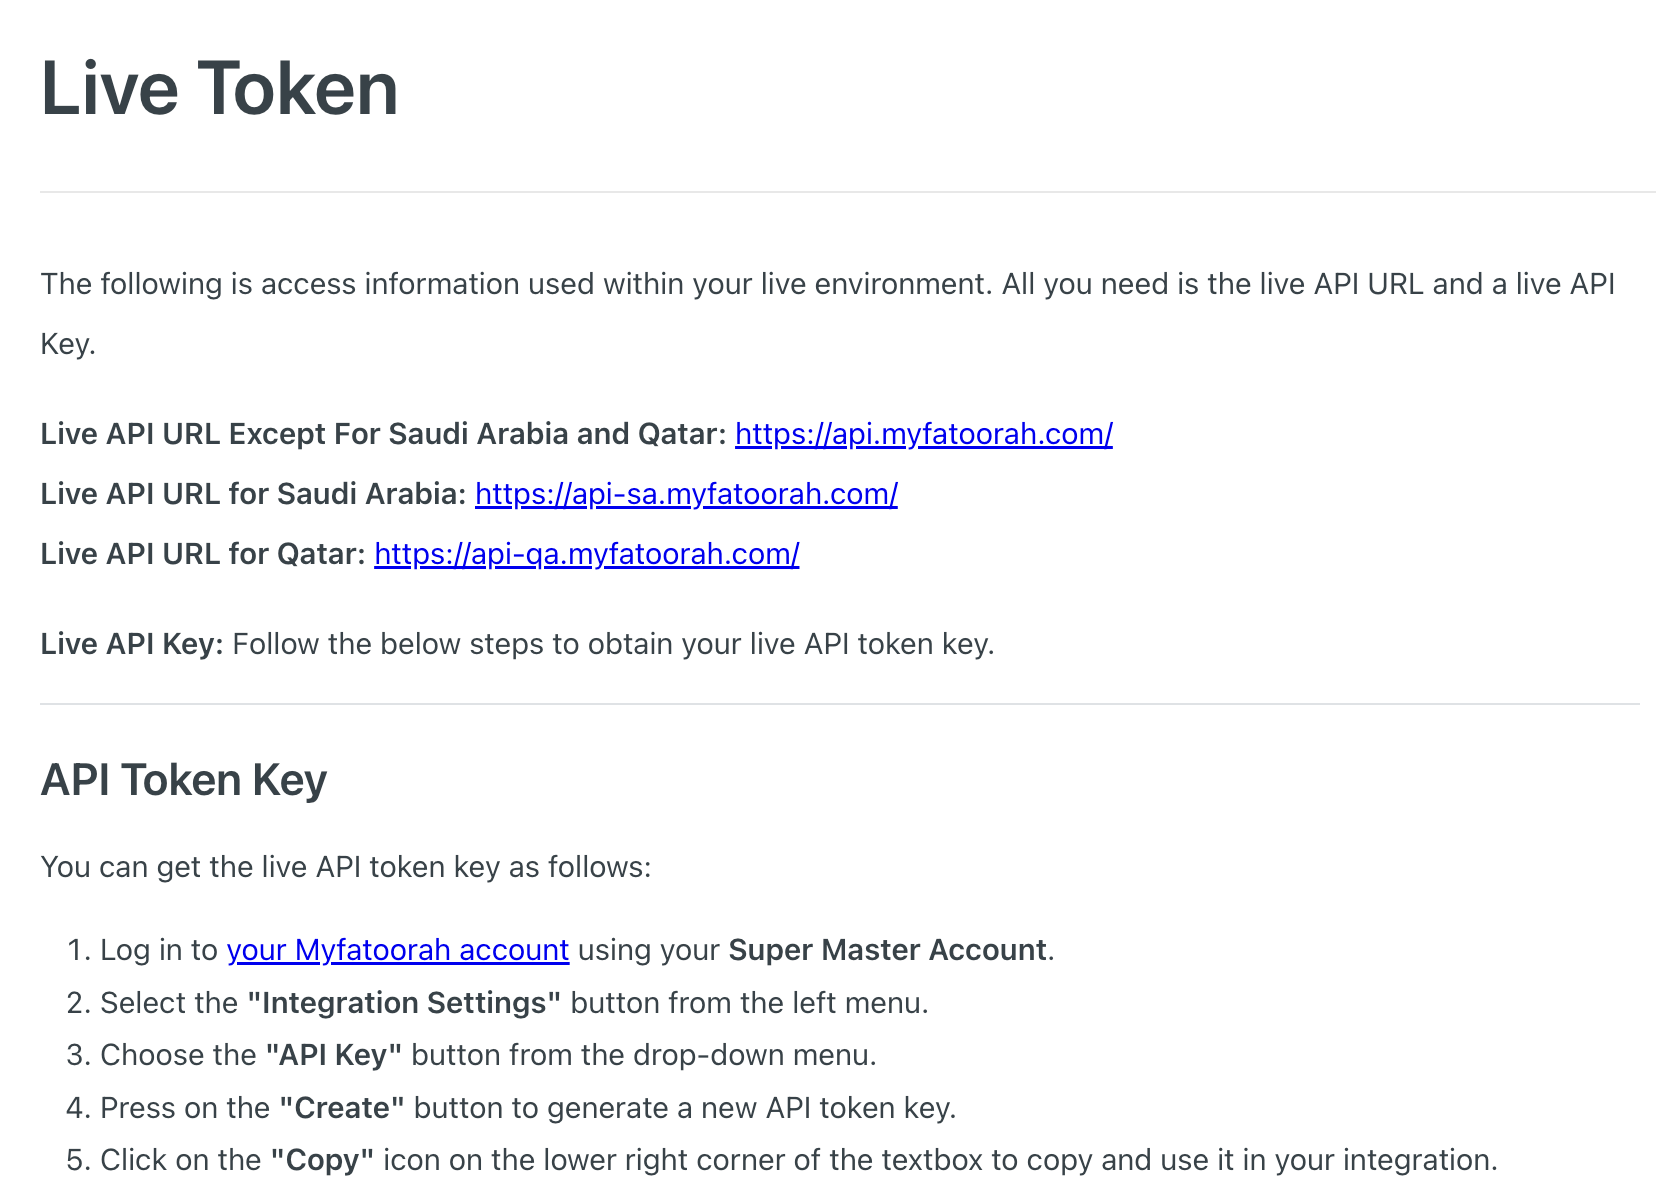 Live Token
The following is access information used within your live environment. All you need is the live API URL and a live API
Key.
Live API URL Except For Saudi Arabia and Qatar: https://api.myfatoorah.com/
Live API URL for Saudi Arabia: https://api-sa.myfatoorah.com/
Live API URL for Qatar: https://api-qa.myfatoorah.com/
Live API Key: Follow the below steps to obtain your live API token key.
API Token Key
You can get the live API token key as follows:
1. Log in to your Myfatoorah account using your Super Master Account.
2. Select the "Integration Settings" button from the left menu.
3. Choose the "API Key" button from the drop-down menu.
4. Press on the "Create" button to generate a new API token key.
5. Click on the "Copy" icon on the lower right corner of the textbox to copy and use it in your integration.